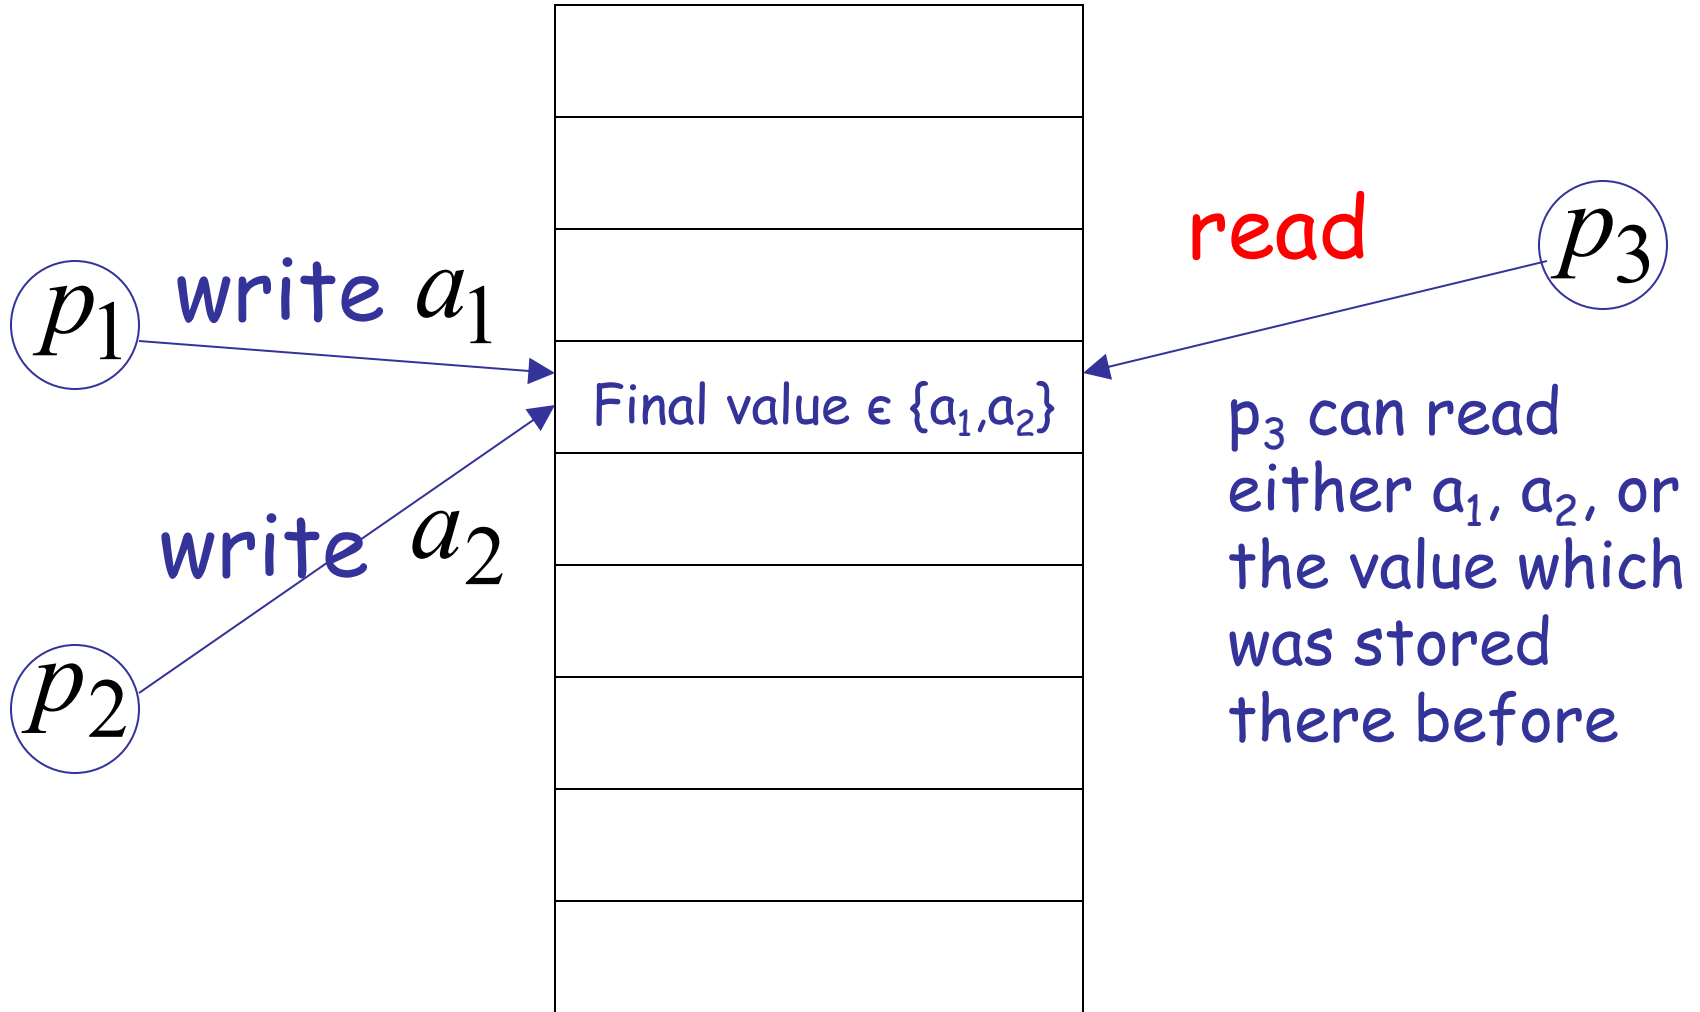 p₁
write a₁
write a₂
p₂
Final value ϵ {a₁,a₂}
read
p₃
p₃ can read
either a₁, a₂, or
the value which
was stored
there before